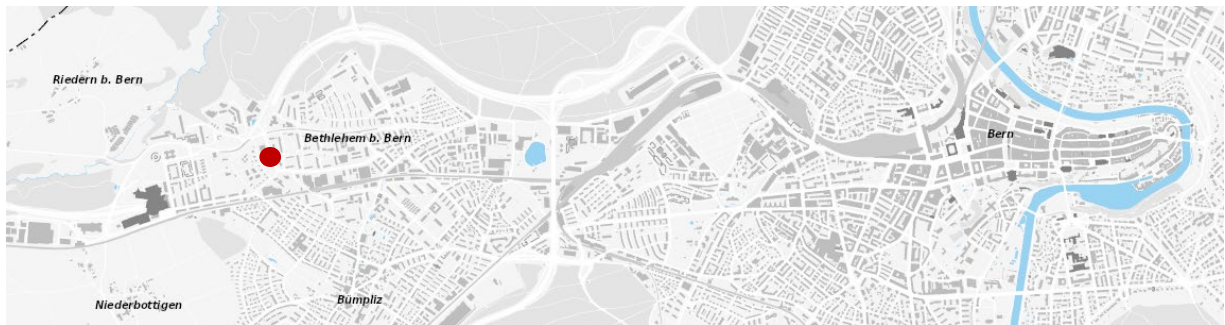 Riedern b. Bern
Bethlehem b. Bern
Bern
Niederbottigen
Bümpliz